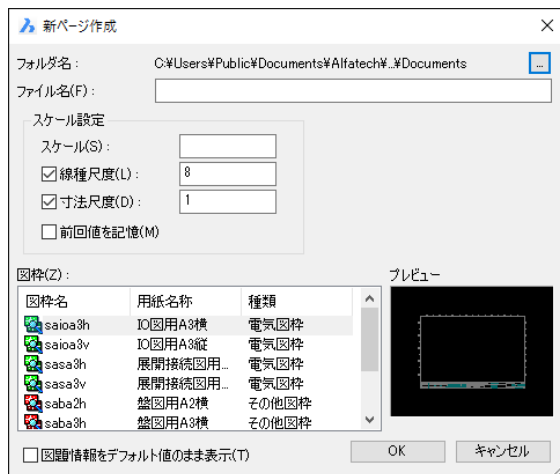 新ページ作成
フォルダ名： C:¥Users¥Public¥Documents¥Alfatech¥...¥Documents ...
ファイル名(F)：
スケール設定
スケール(S)：
線種尺度(L)： 8
寸法尺度(D)： 1
前回値を記憶(M)
図枠(Z)： プレビュー
図枠名 用紙名称 種類
saioa3h IO図用A3横 電気図枠
saioa3v IO図用A3縦 電気図枠
sasa3h 展開接続図用... 電気図枠
sasa3v 展開接続図用... 電気図枠
saba2h 盤図用A2横 その他図枠
saba3h 盤図用A3横 その他図枠
図題情報をデフォルト値のまま表示(T) OK キャンセル